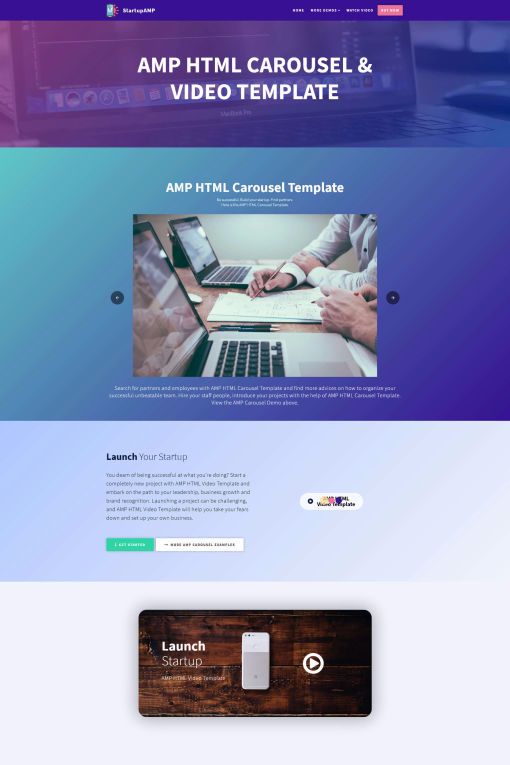 StartupAMP
HOME MORE DEMOS WATCH VIDEO BUY NOW
AMP HTML CAROUSEL &
VIDEO TEMPLATE
MacBook Pro
AMP HTML Carousel Template
Be successful. Build your startup. Find partners.
Here is the AMP HTML Carousel Template.
Search for partners and employees with AMP HTML Carousel Template and find more advices on how to organize your
successful unbeatable team. Hire your staff people, introduce your projects with the help of AMP HTML Carousel Template.
View the AMP Carousel Demo above.
Launch Your Startup
You deam of being successful at what you're doing? Start a
completely new project with AMP HTML Video Template and
embark on the path to your leadership, business growth and
brand recognition. Launching a project can be challenging,
and AMP HTML Video Template will help you take your fears
down and set up your own business.
AMP HTML
Video Template
GET STARTED
MORE AMP CAROUSEL EXAMPLES
Launch
Startup
AMP HTML Video Template